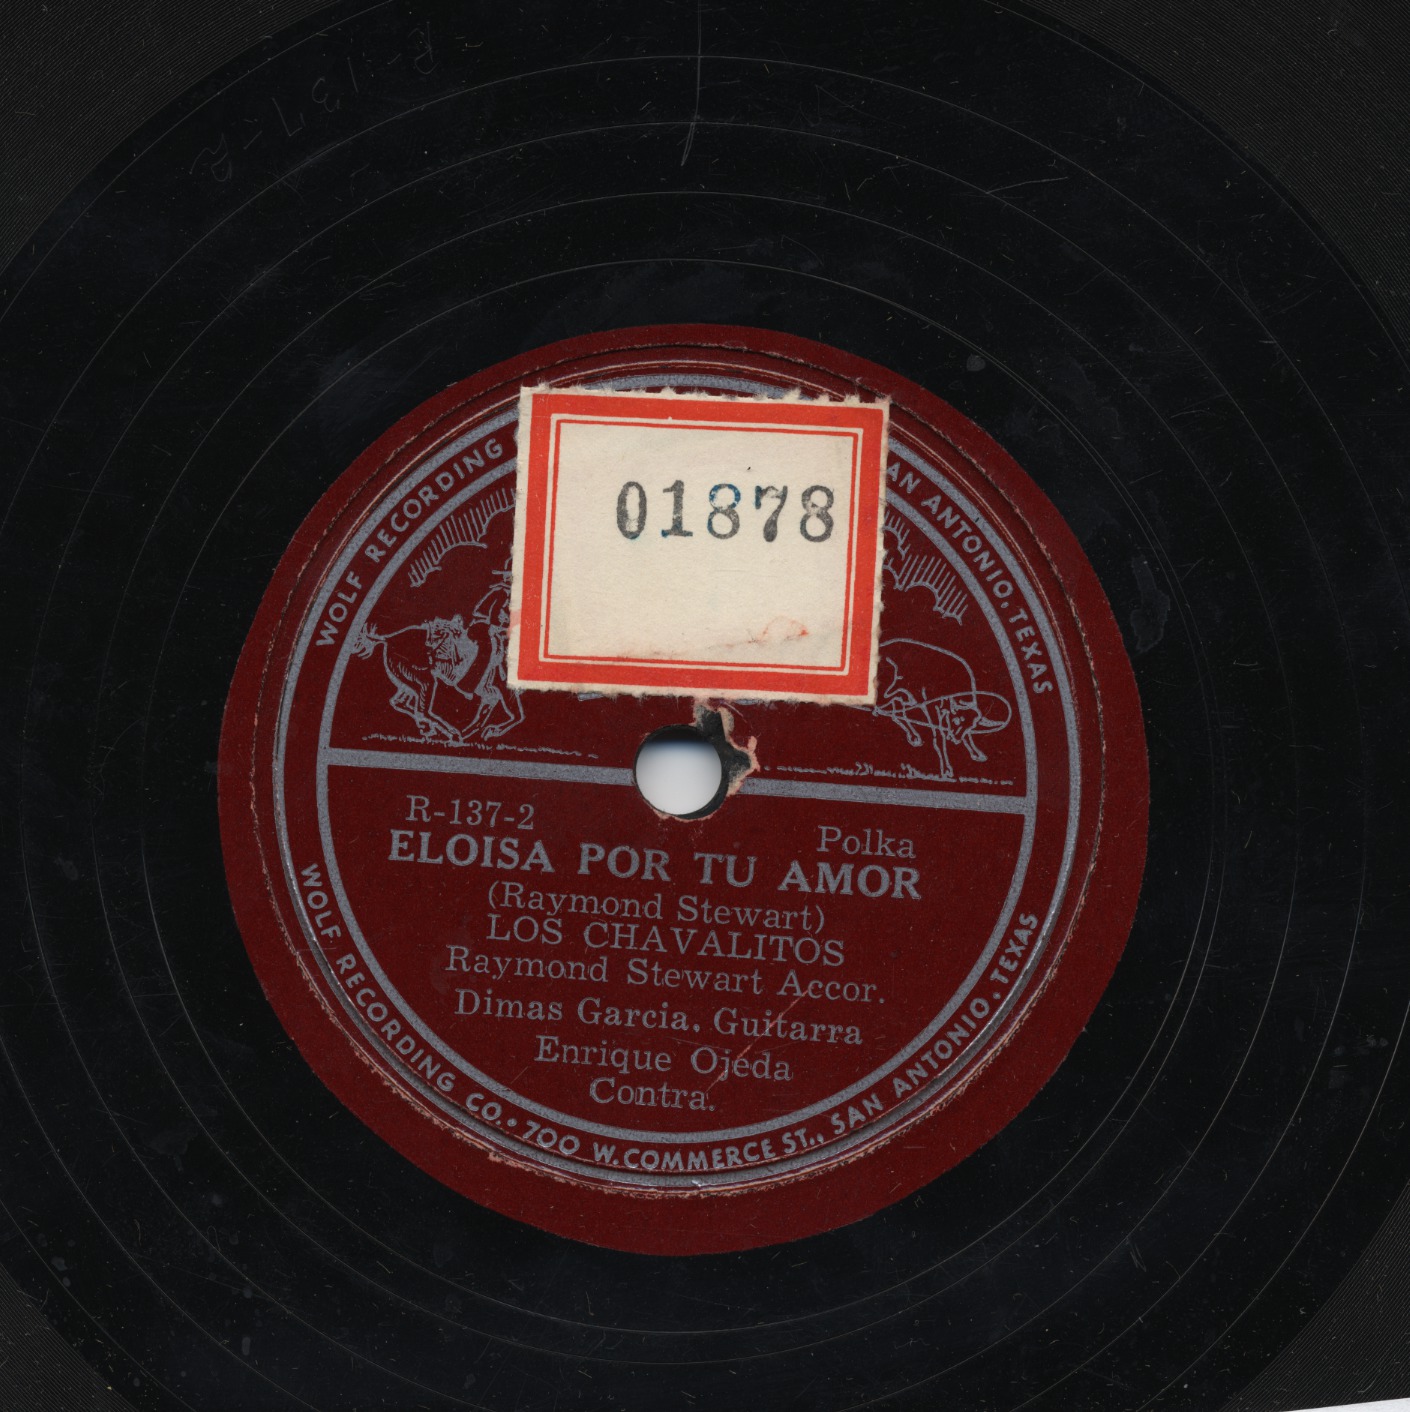 R-137-2
01878
WOLF RECORDING
AN ANTONIO, TEXAS
R-137-2
Polka
ELOISA POR TU AMOR
(Raymond Stewart)
LOS CHAVALITOS
Raymond Stewart Accor.
Dimas Garcia, Guitarra
Enrique Ojeda
Contra.
WOLF RECORDING CO. • 700 W. COMMERCE ST., SAN ANTONIO, TEXAS